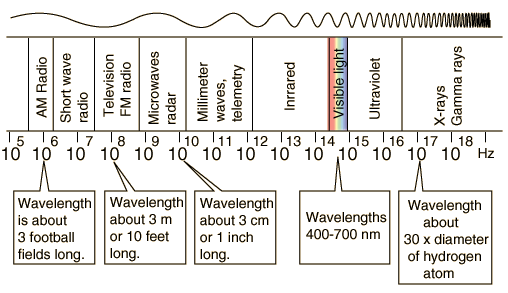 AM Radio
Short wave
radio
Television
FM radio
Microwaves
radar
Millimeter
waves,
telemetry
Inrrared
Visible light
Ultraviolet
X-rays
Gamma rays
10^5 10^6 10^7 10^8 10^9 10^10 10^11 10^12 10^13 10^14 10^15 10^16 10^17 10^18 Hz
Wavelength
is about
3 football
fields long.
Wavelength
about 3 m
or 10 feet
long.
Wavelength
about 3 cm
or 1 inch
long.
Wavelengths
400-700 nm
Wavelength
about
30 x diameter
of hydrogen
atom